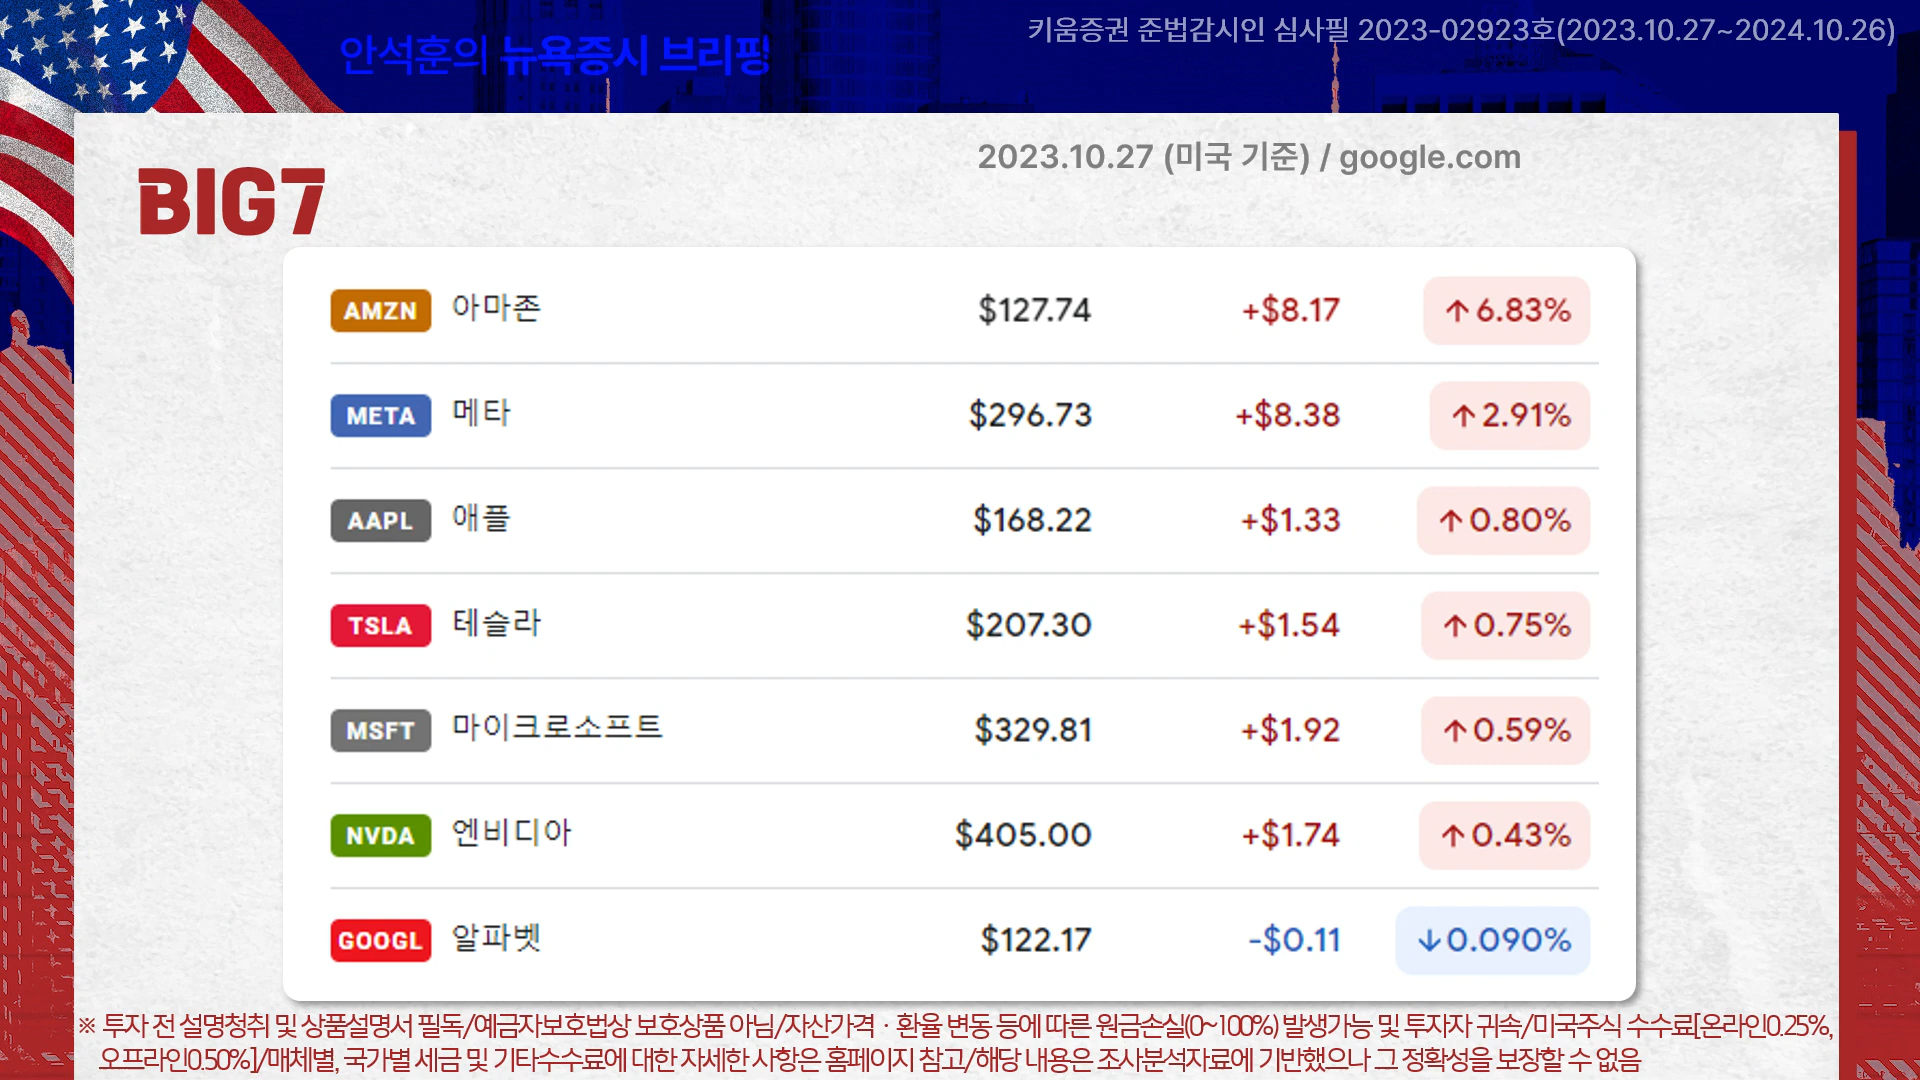 키움증권 준법감시인 심사필 2023-02923호(2023.10.27~2024.10.26)
안석훈의 뉴욕증시 브리핑
2023.10.27 (미국 기준) / google.com
BIG7
AMZN 아마존 $127.74 +$8.17 ↑6.83%
META 메타 $296.73 +$8.38 ↑2.91%
AAPL 애플 $168.22 +$1.33 ↑0.80%
TSLA 테슬라 $207.30 +$1.54 ↑0.75%
MSFT 마이크로소프트 $329.81 +$1.92 ↑0.59%
NVDA 엔비디아 $405.00 +$1.74 ↑0.43%
GOOGL 알파벳 $122.17 -$0.11 ↓0.090%
※ 투자 전 설명청취 및 상품설명서 필독/예금자보호법상 보호상품 아님/자산가격 · 환율 변동 등에 따른 원금손실(0~100%) 발생가능 및 투자자 귀속/미국주식 수수료[온라인0.25%,
오프라인0.50%]/매체별, 국가별 세금 및 기타수수료에 대한 자세한 사항은 홈페이지 참고/해당 내용은 조사분석자료에 기반했으나 그 정확성을 보장할 수 없음